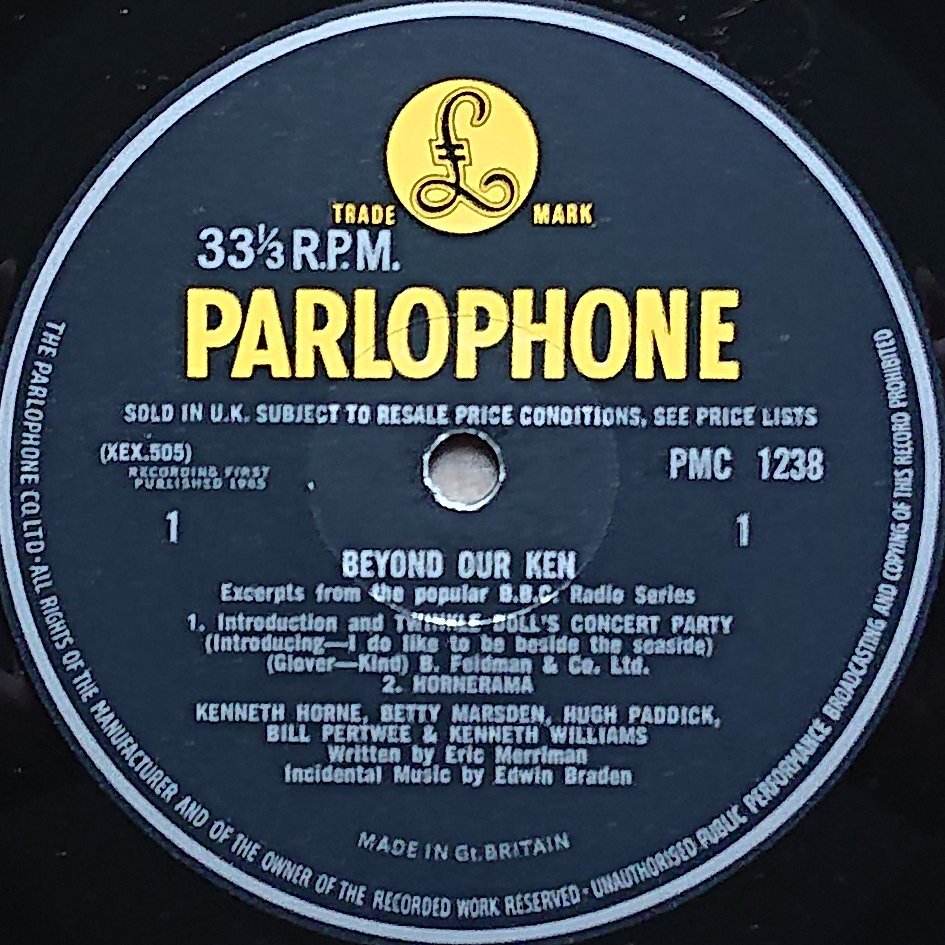 £
TRADE MARK
33⅓ R.P.M.
PARLOPHONE
SOLD IN U.K. SUBJECT TO RESALE PRICE CONDITIONS, SEE PRICE LISTS
(XEX.505)
RECORDING FIRST
PUBLISHED 1965
PMC 1238
1
1
BEYOND OUR KEN
Excerpts from the popular B.B.C. Radio Series
1. Introduction and TWINKLE DOLL'S CONCERT PARTY
(Introducing—I do like to be beside the seaside)
(Glover—Kind) B. Feldman & Co. Ltd.
2. HORNERAMA
KENNETH HORNE, BETTY MARSDEN, HUGH PADDICK,
BILL PERTWEE & KENNETH WILLIAMS
Written by Eric Merriman
Incidental Music by Edwin Braden
MADE IN Gt. BRITAIN
THE PARLOPHONE CO. LTD · ALL RIGHTS OF THE MANUFACTURER AND OF THE OWNER OF THE RECORDED WORK RESERVED · UNAUTHORISED PUBLIC PERFORMANCE BROADCASTING AND COPYING OF THIS RECORD PROHIBITED